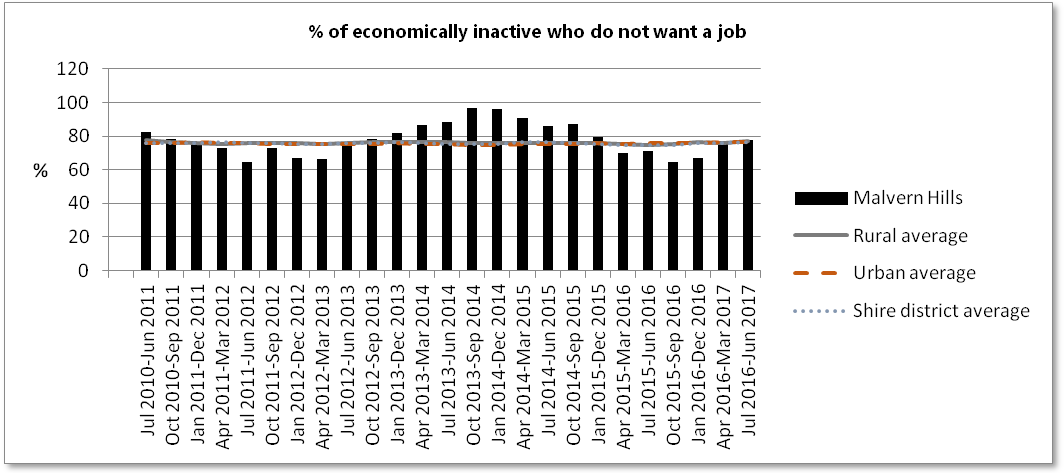 % of economically inactive who do not want a job
120
100
80
60
40
20
0
%
Jul 2010-Jun 2011
Oct 2010-Sep 2011
Jan 2011-Dec 2011
Apr 2011-Mar 2012
Jul 2011-Jun 2012
Oct 2011-Sep 2012
Jan 2012-Dec 2012
Apr 2012-Mar 2013
Jul 2012-Jun 2013
Oct 2012-Sep 2013
Jan 2013-Dec 2013
Apr 2013-Mar 2014
Jul 2013-Jun 2014
Oct 2013-Sep 2014
Jan 2014-Dec 2014
Apr 2014-Mar 2015
Jul 2014-Jun 2015
Oct 2014-Sep 2015
Jan 2015-Dec 2015
Apr 2015-Mar 2016
Jul 2015-Jun 2016
Oct 2015-Sep 2016
Jan 2016-Dec 2016
Apr 2016-Mar 2017
Jul 2016-Jun 2017
Malvern Hills
Rural average
Urban average
Shire district average